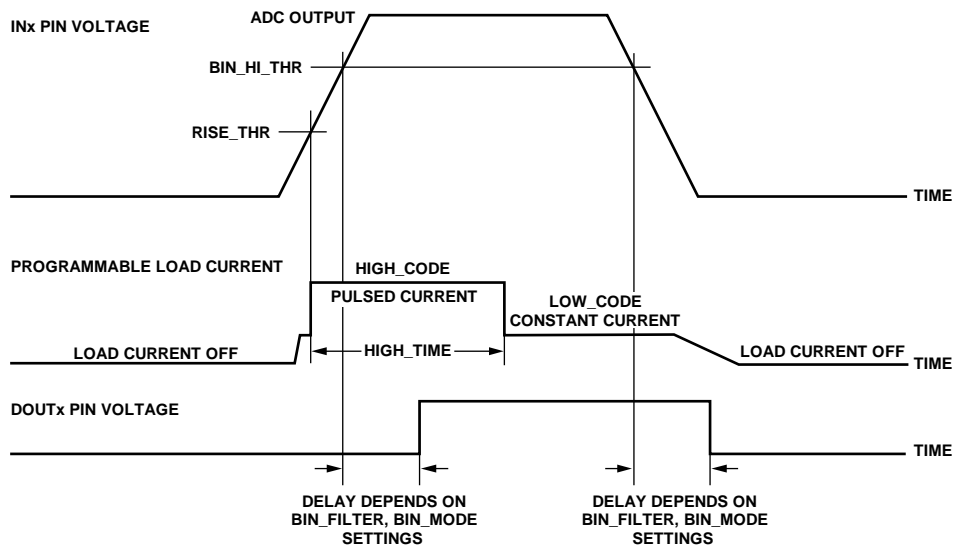 INx PIN VOLTAGE
ADC OUTPUT
BIN_HI_THR
RISE_THR
TIME
PROGRAMMABLE LOAD CURRENT
HIGH_CODE
PULSED CURRENT
LOW_CODE
CONSTANT CURRENT
LOAD CURRENT OFF
HIGH_TIME
LOAD CURRENT OFF
TIME
DOUTx PIN VOLTAGE
TIME
DELAY DEPENDS ON
BIN_FILTER, BIN_MODE
SETTINGS
DELAY DEPENDS ON
BIN_FILTER, BIN_MODE
SETTINGS